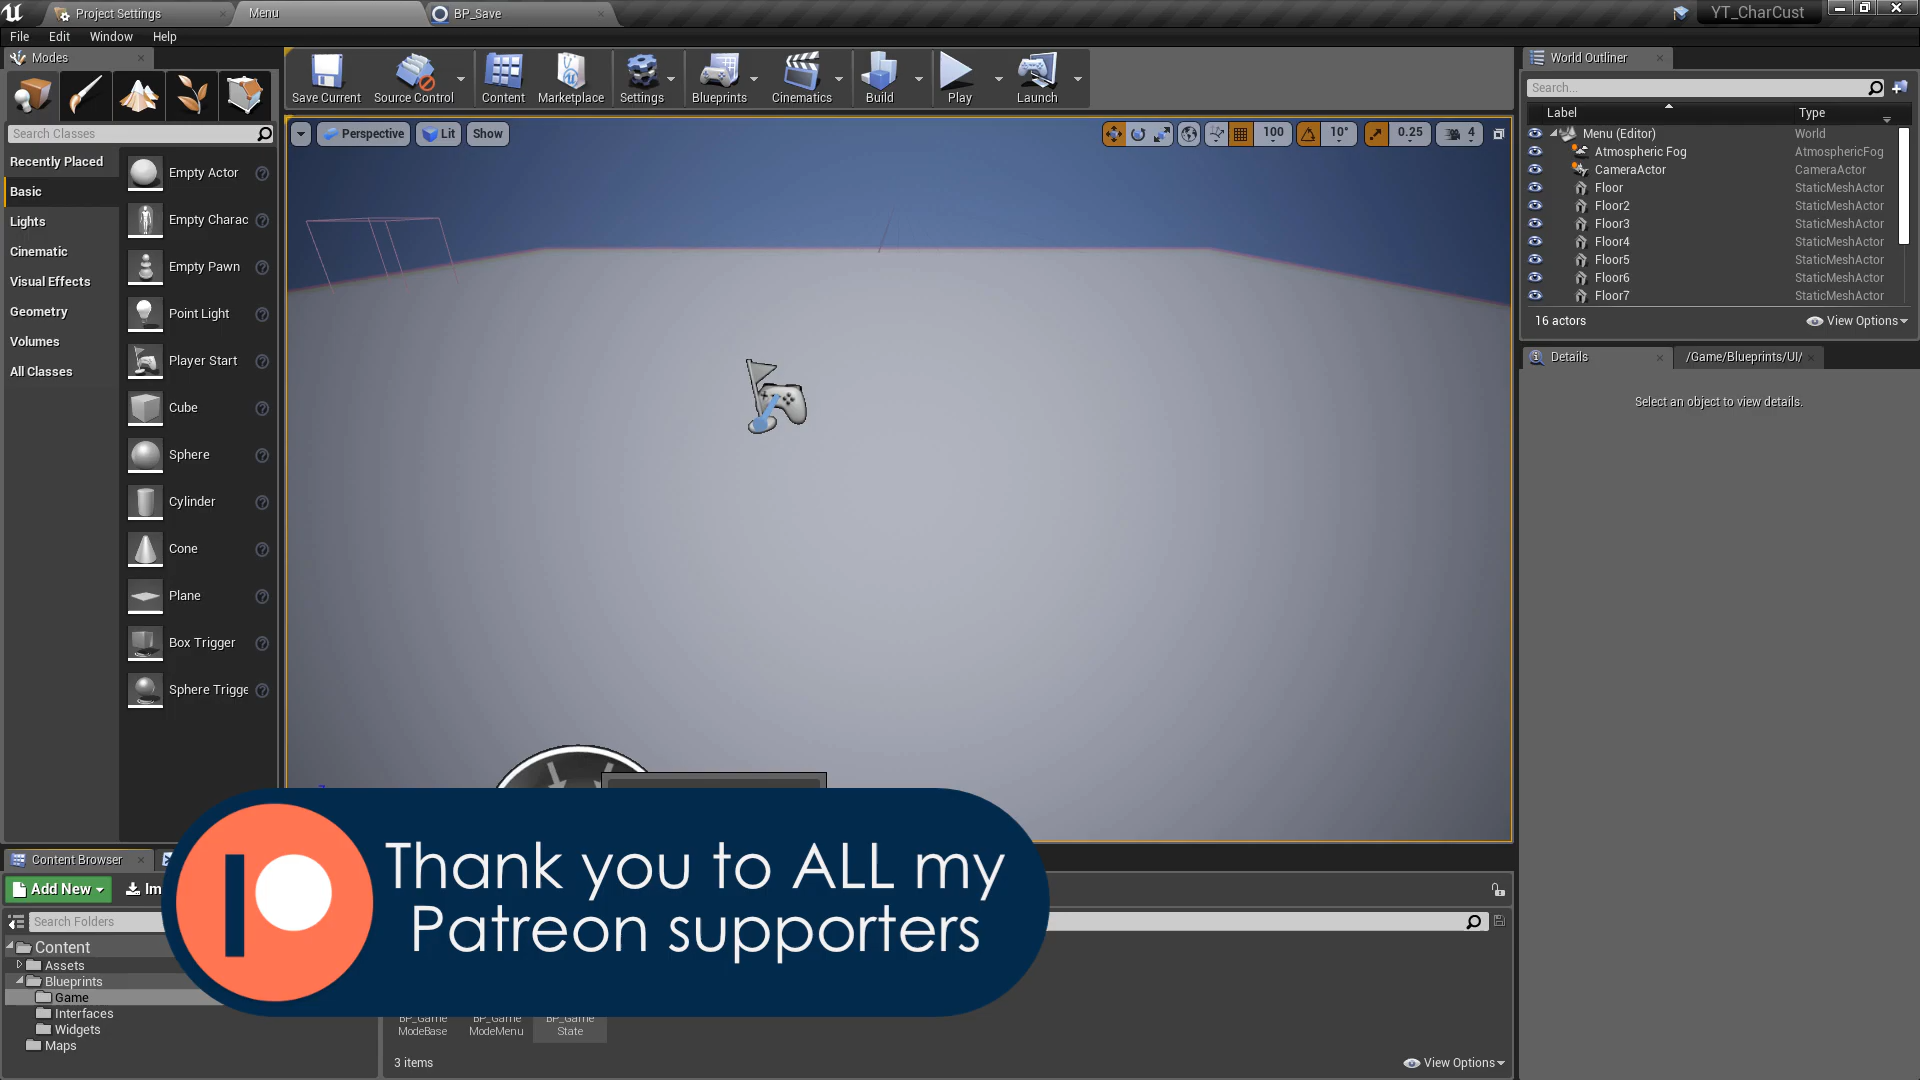 Project Settings
Menu
BP_Save
YT_CharCust
File
Edit
Window
Help
Modes
Save Current
Source Control
Content
Marketplace
Settings
Blueprints
Cinematics
Build
Play
Launch
World Outliner
Search...
Label
Type
Search Classes
Perspective
Lit
Show
100
10°
0.25
4
Menu (Editor)
World
Atmospheric Fog
AtmosphericFog
CameraActor
CameraActor
Floor
StaticMeshActor
Floor2
StaticMeshActor
Floor3
StaticMeshActor
Floor4
StaticMeshActor
Floor5
StaticMeshActor
Floor6
StaticMeshActor
Floor7
StaticMeshActor
16 actors
View Options
Recently Placed
Basic
Lights
Cinematic
Visual Effects
Geometry
Volumes
All Classes
Empty Actor
Empty Charac
Empty Pawn
Point Light
Player Start
Cube
Sphere
Cylinder
Cone
Plane
Box Trigger
Sphere Trigge
Details
/Game/Blueprints/UI/
Select an object to view details.
Content Browser
Add New
Im
Search Folders
Content
Assets
Blueprints
Game
Interfaces
Widgets
Maps
Thank you to ALL my
Patreon supporters
BP_Game
ModeBase
BP_Game
ModeMenu
BP_Game
State
3 items
View Options